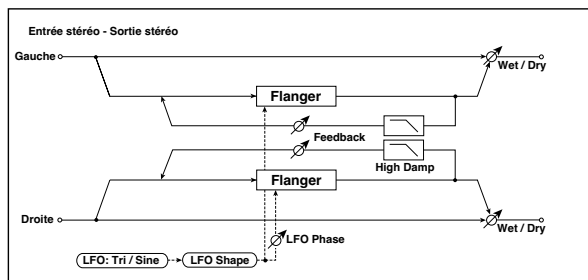 Entrée stéréo - Sortie stéréo
Gauche
Wet / Dry
Flanger
Feedback
High Damp
Flanger
Droite
Wet / Dry
LFO Phase
LFO: Tri / Sine
LFO Shape